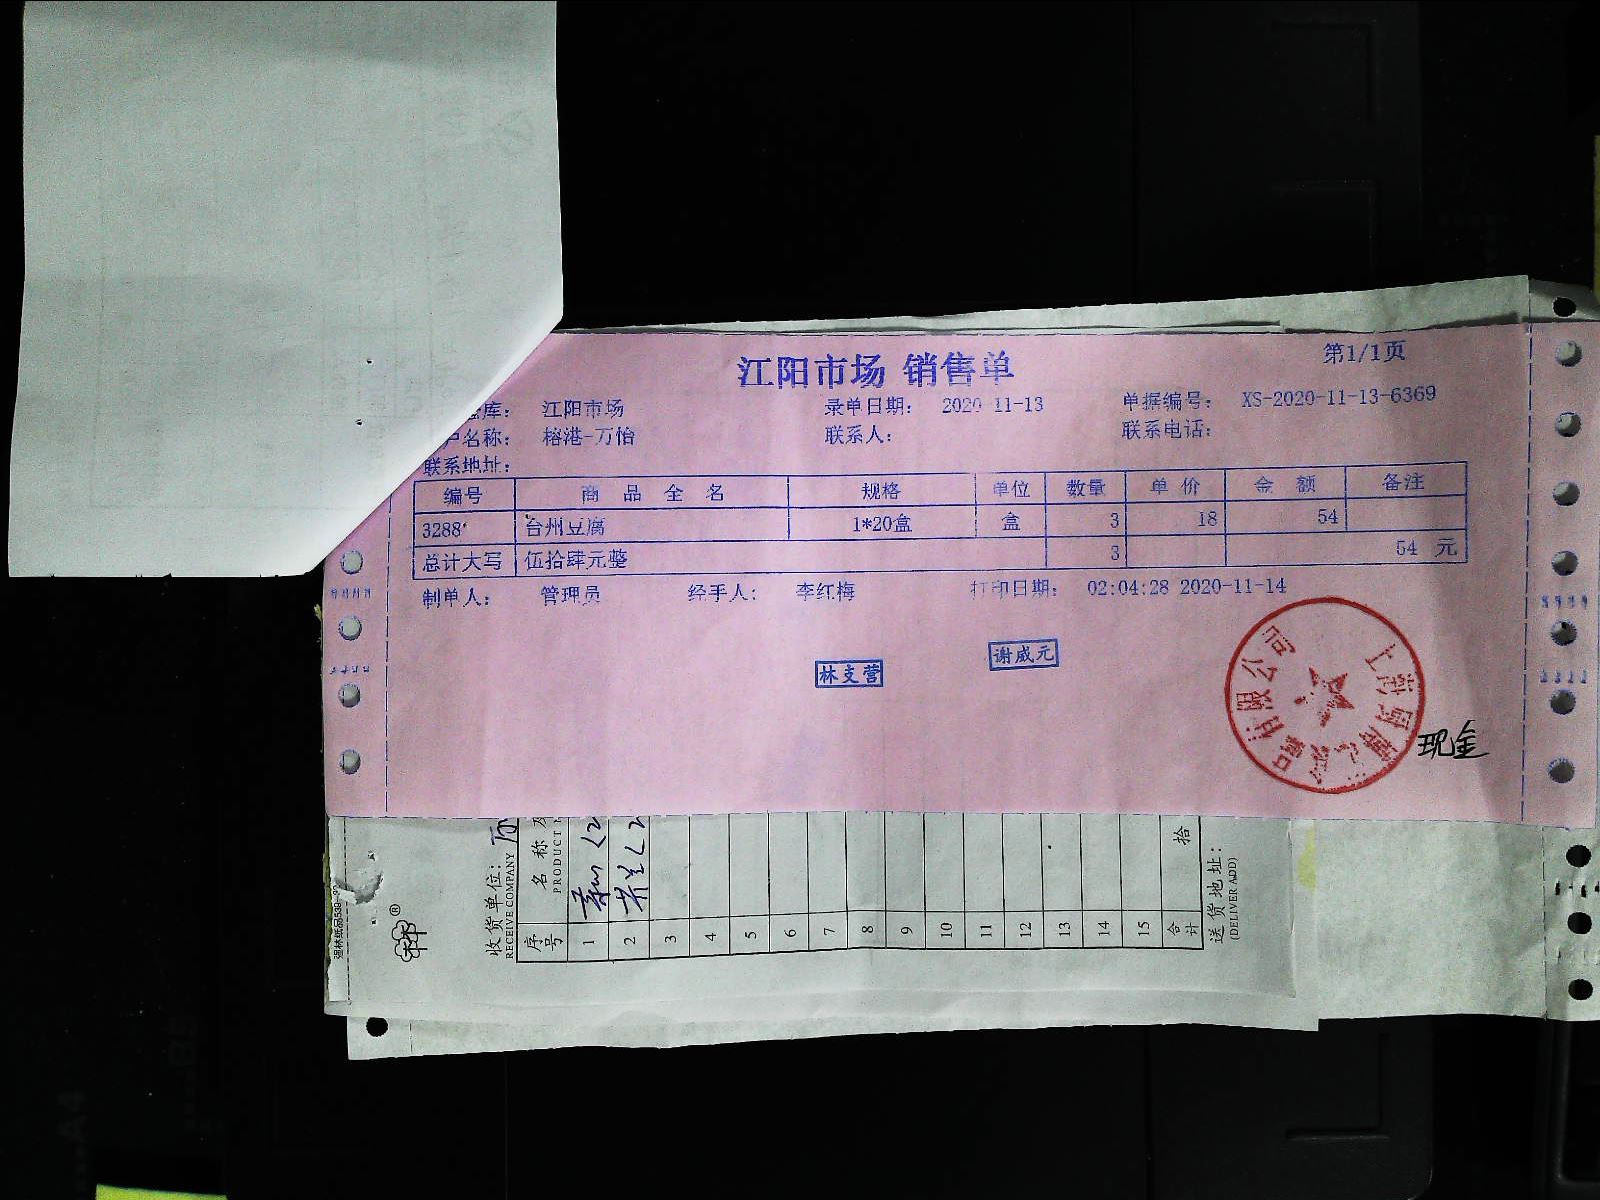 江阳市场 销售单
第1/1页
库： 江阳市场 录单日期： 2020-11-13 单据编号： XS-2020-11-13-6369
户名称： 榕港-万怡 联系人： 联系电话：
联系地址：
编号 商品全名 规格 单位 数量 单价 金额 备注
3288 台州豆腐 1*20盒 盒 3 18 54
总计大写 伍拾肆元整 3 54 元
制单人： 管理员 经手人： 李红梅 打印日期： 02:04:28 2020-11-14
林支营
谢威元
有限公司
现金
收货单位：
RECEIVE COMPANY
序号 名称及
PRODUCT
1
2
3
4
5
6
7
8
9
10
11
12
13
14
15
合计 拾
送货地址：
(DELIVER ADD)